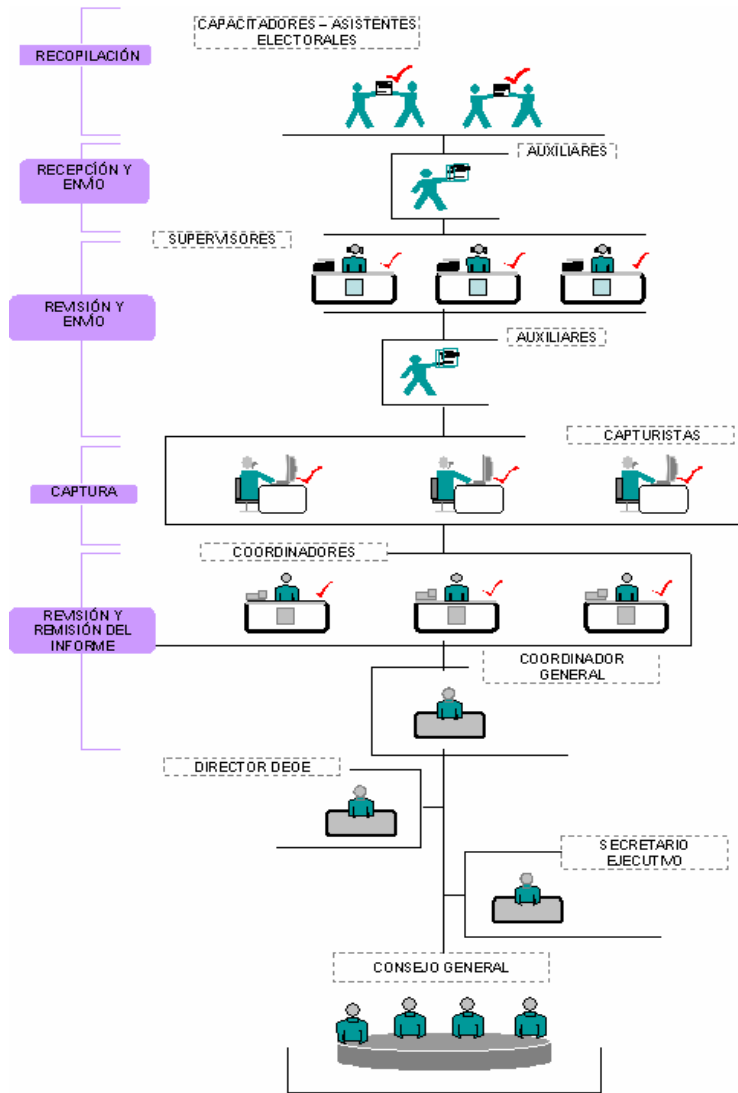 CAPACITADORES – ASISTENTES
ELECTORALES
RECOPILACIÓN
AUXILIARES
RECEPCÍÓN Y
ENVÍO
SUPERVISORES
REVISIÓN Y
ENVÍO
AUXILIARES
CAPTURISTAS
CAPTURA
COORDINADORES
REVISIÓN Y
REMISIÓN DEL
INFORME
COORDINADOR
GENERAL
DIRECTOR DEOE
SECRETARIO
EJECUTIVO
CONSEJO GENERAL